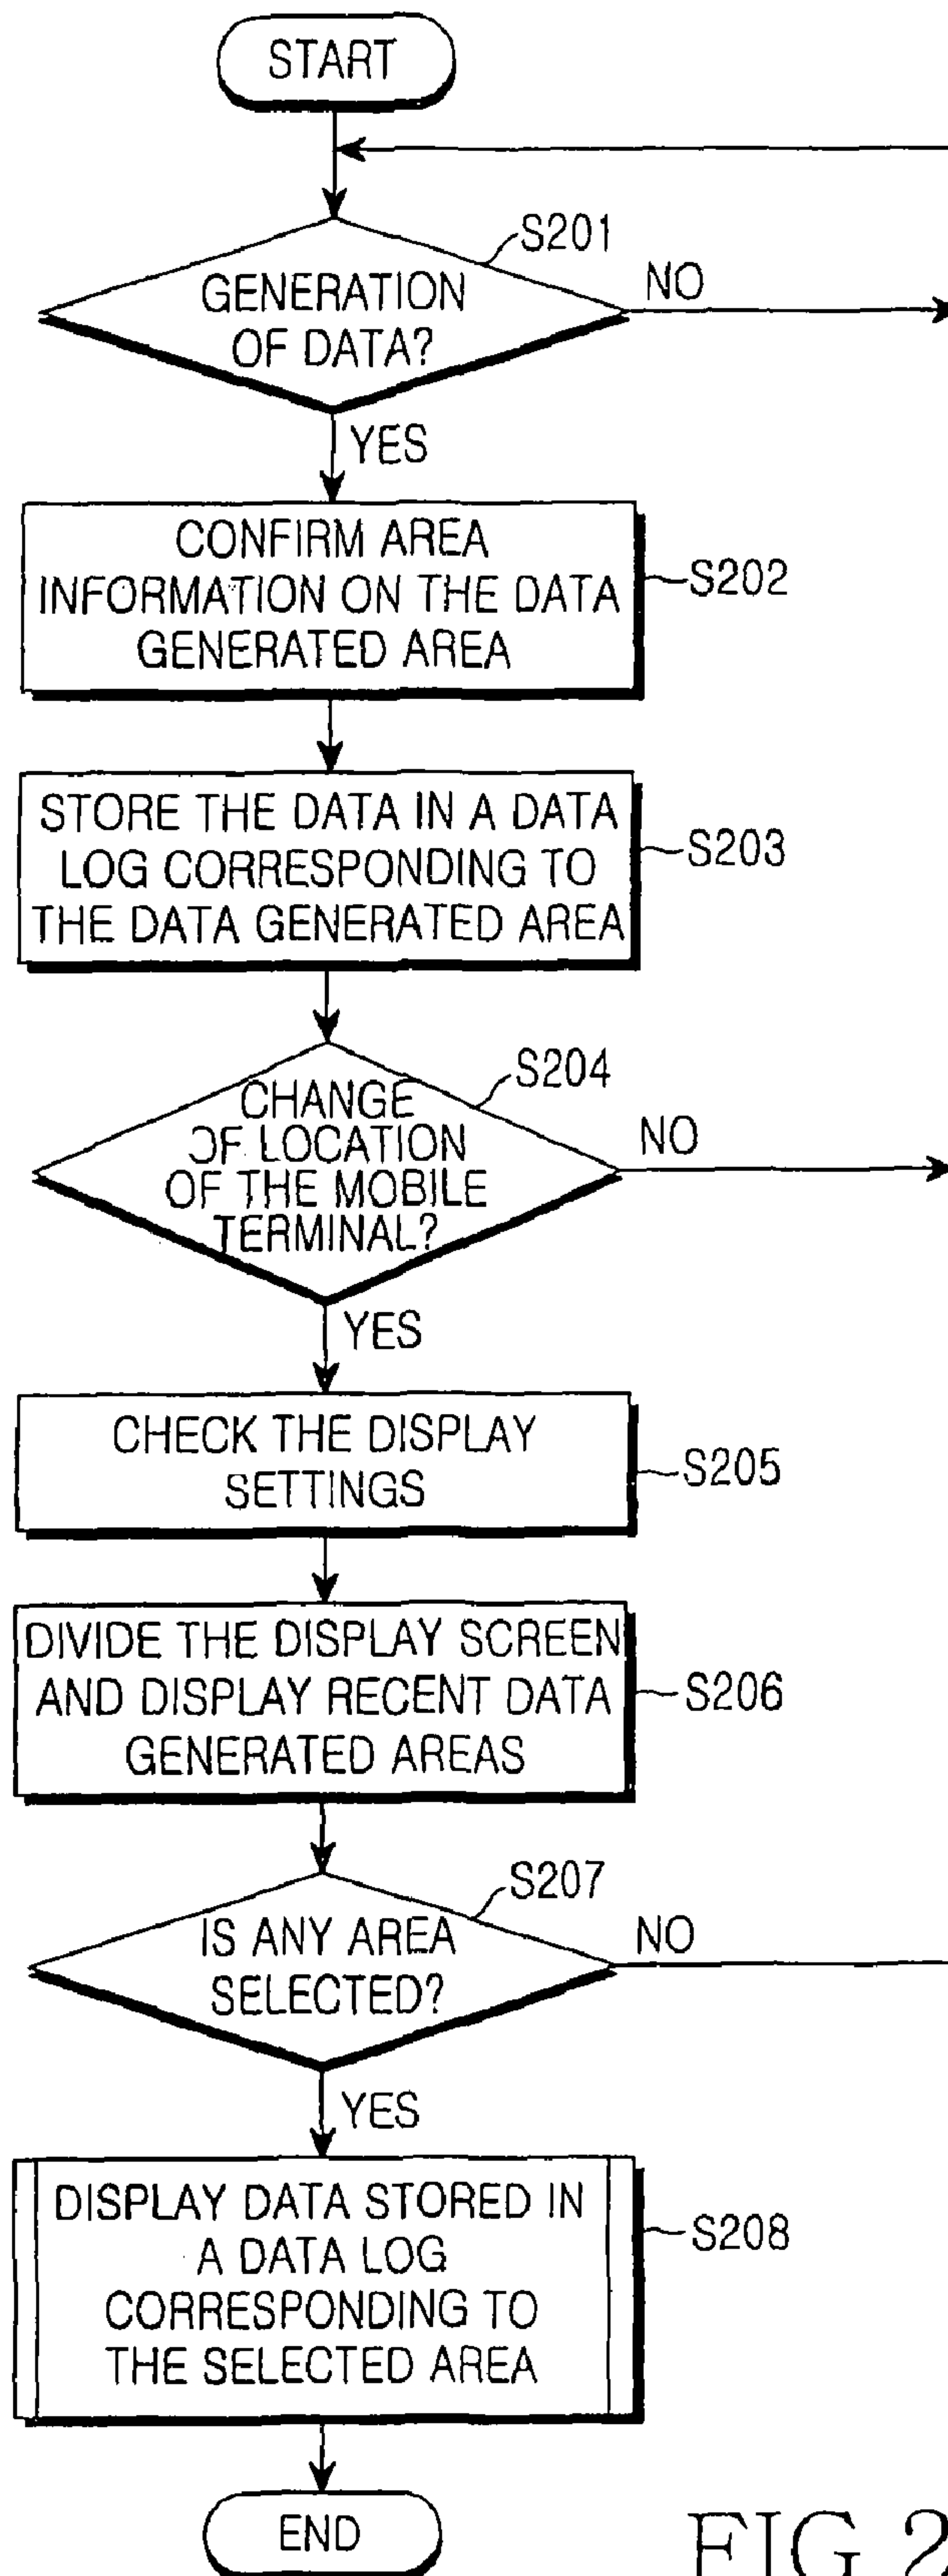 START
S201
GENERATION
OF DATA?
NO
YES
CONFIRM AREA
INFORMATION ON THE DATA
GENERATED AREA
S202
STORE THE DATA IN A DATA
LOG CORRESPONDING TO
THE DATA GENERATED AREA
S203
S204
CHANGE
OF LOCATION
OF THE MOBILE
TERMINAL?
NO
YES
CHECK THE DISPLAY
SETTINGS
S205
DIVIDE THE DISPLAY SCREEN
AND DISPLAY RECENT DATA
GENERATED AREAS
S206
S207
IS ANY AREA
SELECTED?
NO
YES
DISPLAY DATA STORED IN
A DATA LOG
CORRESPONDING TO
THE SELECTED AREA
S208
END
FIG.2